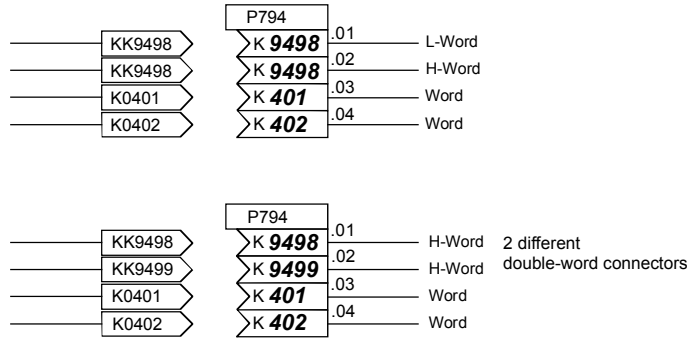 P794
KK9498 K 9498 .01 L-Word
KK9498 K 9498 .02 H-Word
K0401 K 401 .03 Word
K0402 K 402 .04 Word
P794
KK9498 K 9498 .01 H-Word 2 different
KK9499 K 9499 .02 H-Word double-word connectors
K0401 K 401 .03 Word
K0402 K 402 .04 Word